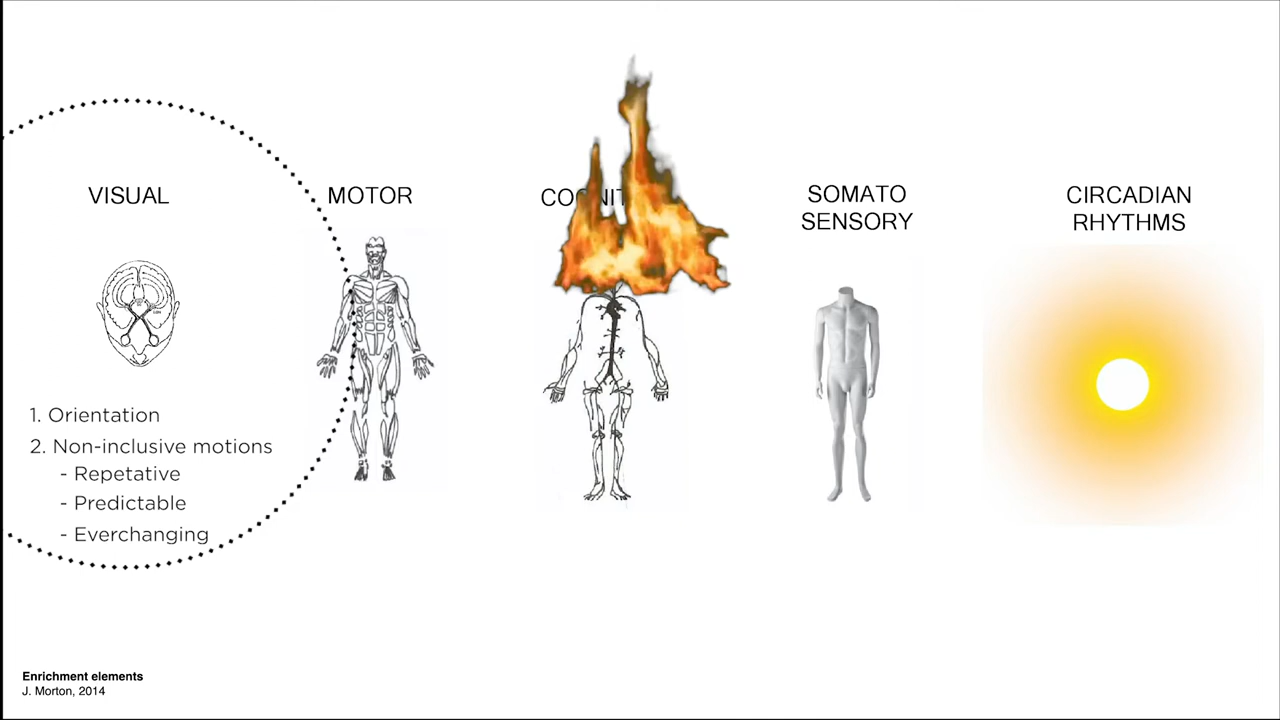 VISUAL
MOTOR
COGNIT
SOMATO
SENSORY
CIRCADIAN
RHYTHMS
1. Orientation
2. Non-inclusive motions
- Repetative
- Predictable
- Everchanging
Enrichment elements
J. Morton, 2014